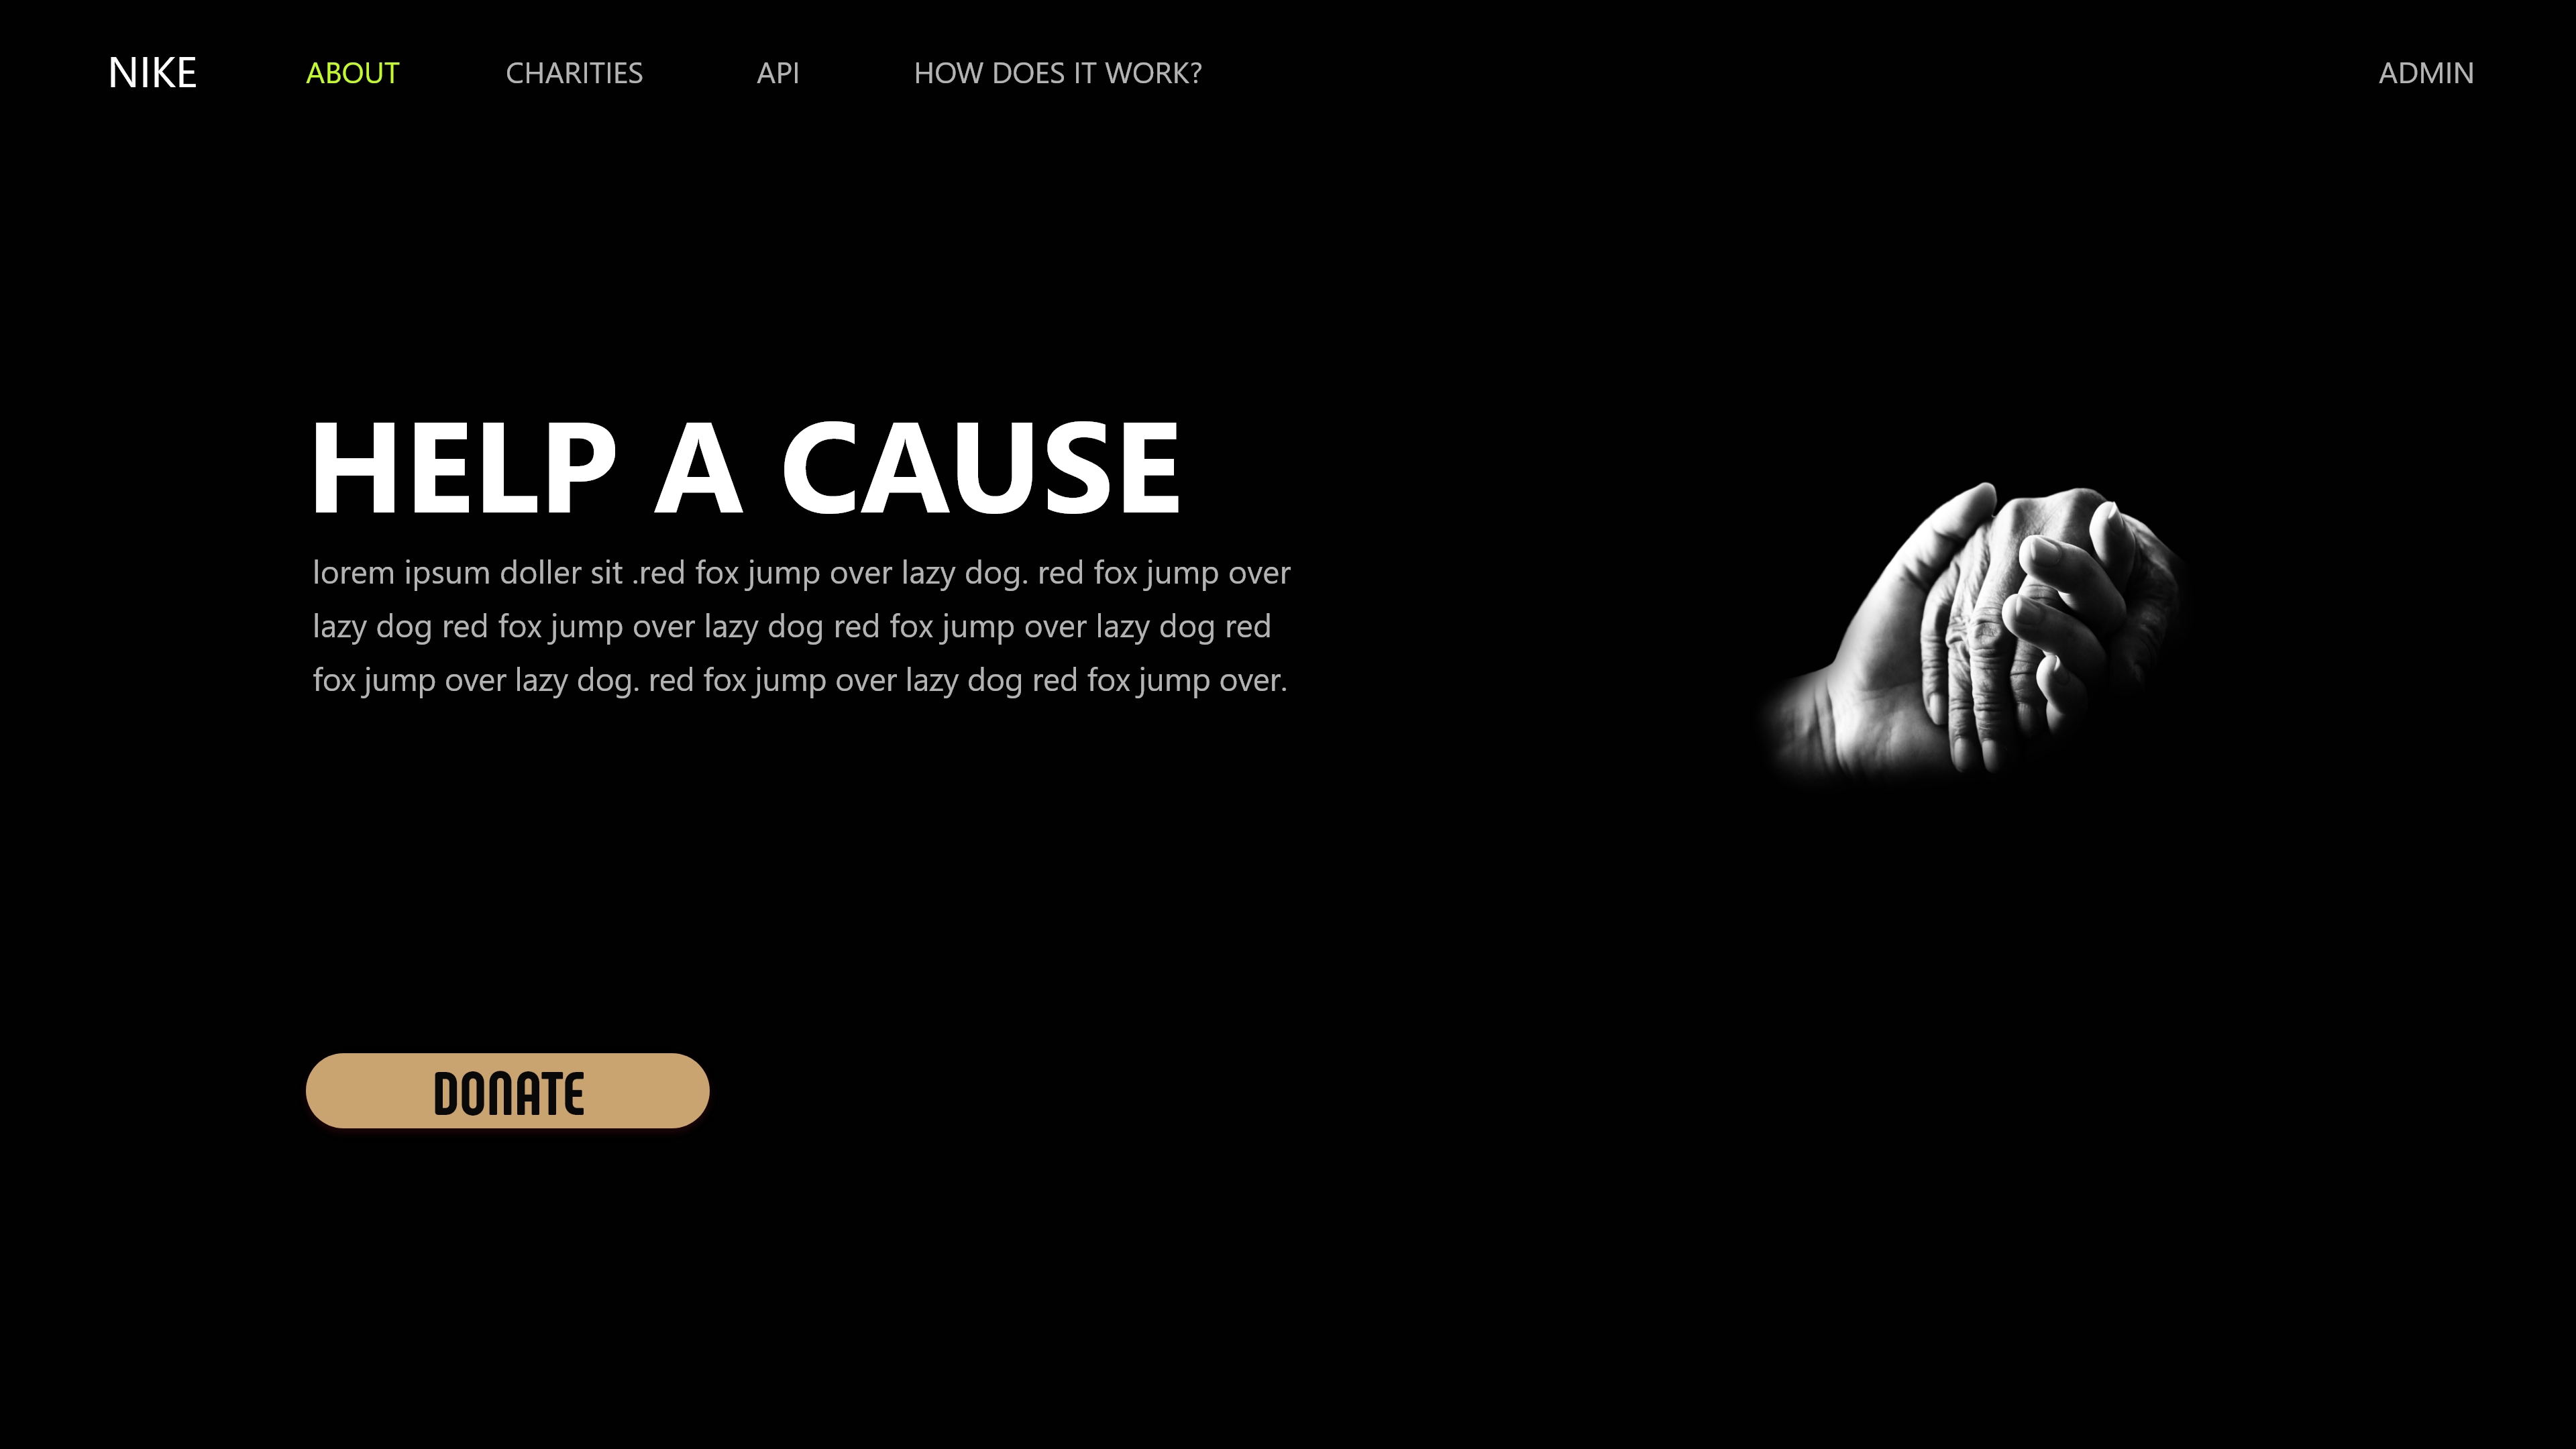 NIKE ABOUT CHARITIES API HOW DOES IT WORK? ADMIN
HELP A CAUSE
lorem ipsum doller sit .red fox jump over lazy dog. red fox jump over
lazy dog red fox jump over lazy dog red fox jump over lazy dog red
fox jump over lazy dog. red fox jump over lazy dog red fox jump over.
DONATE